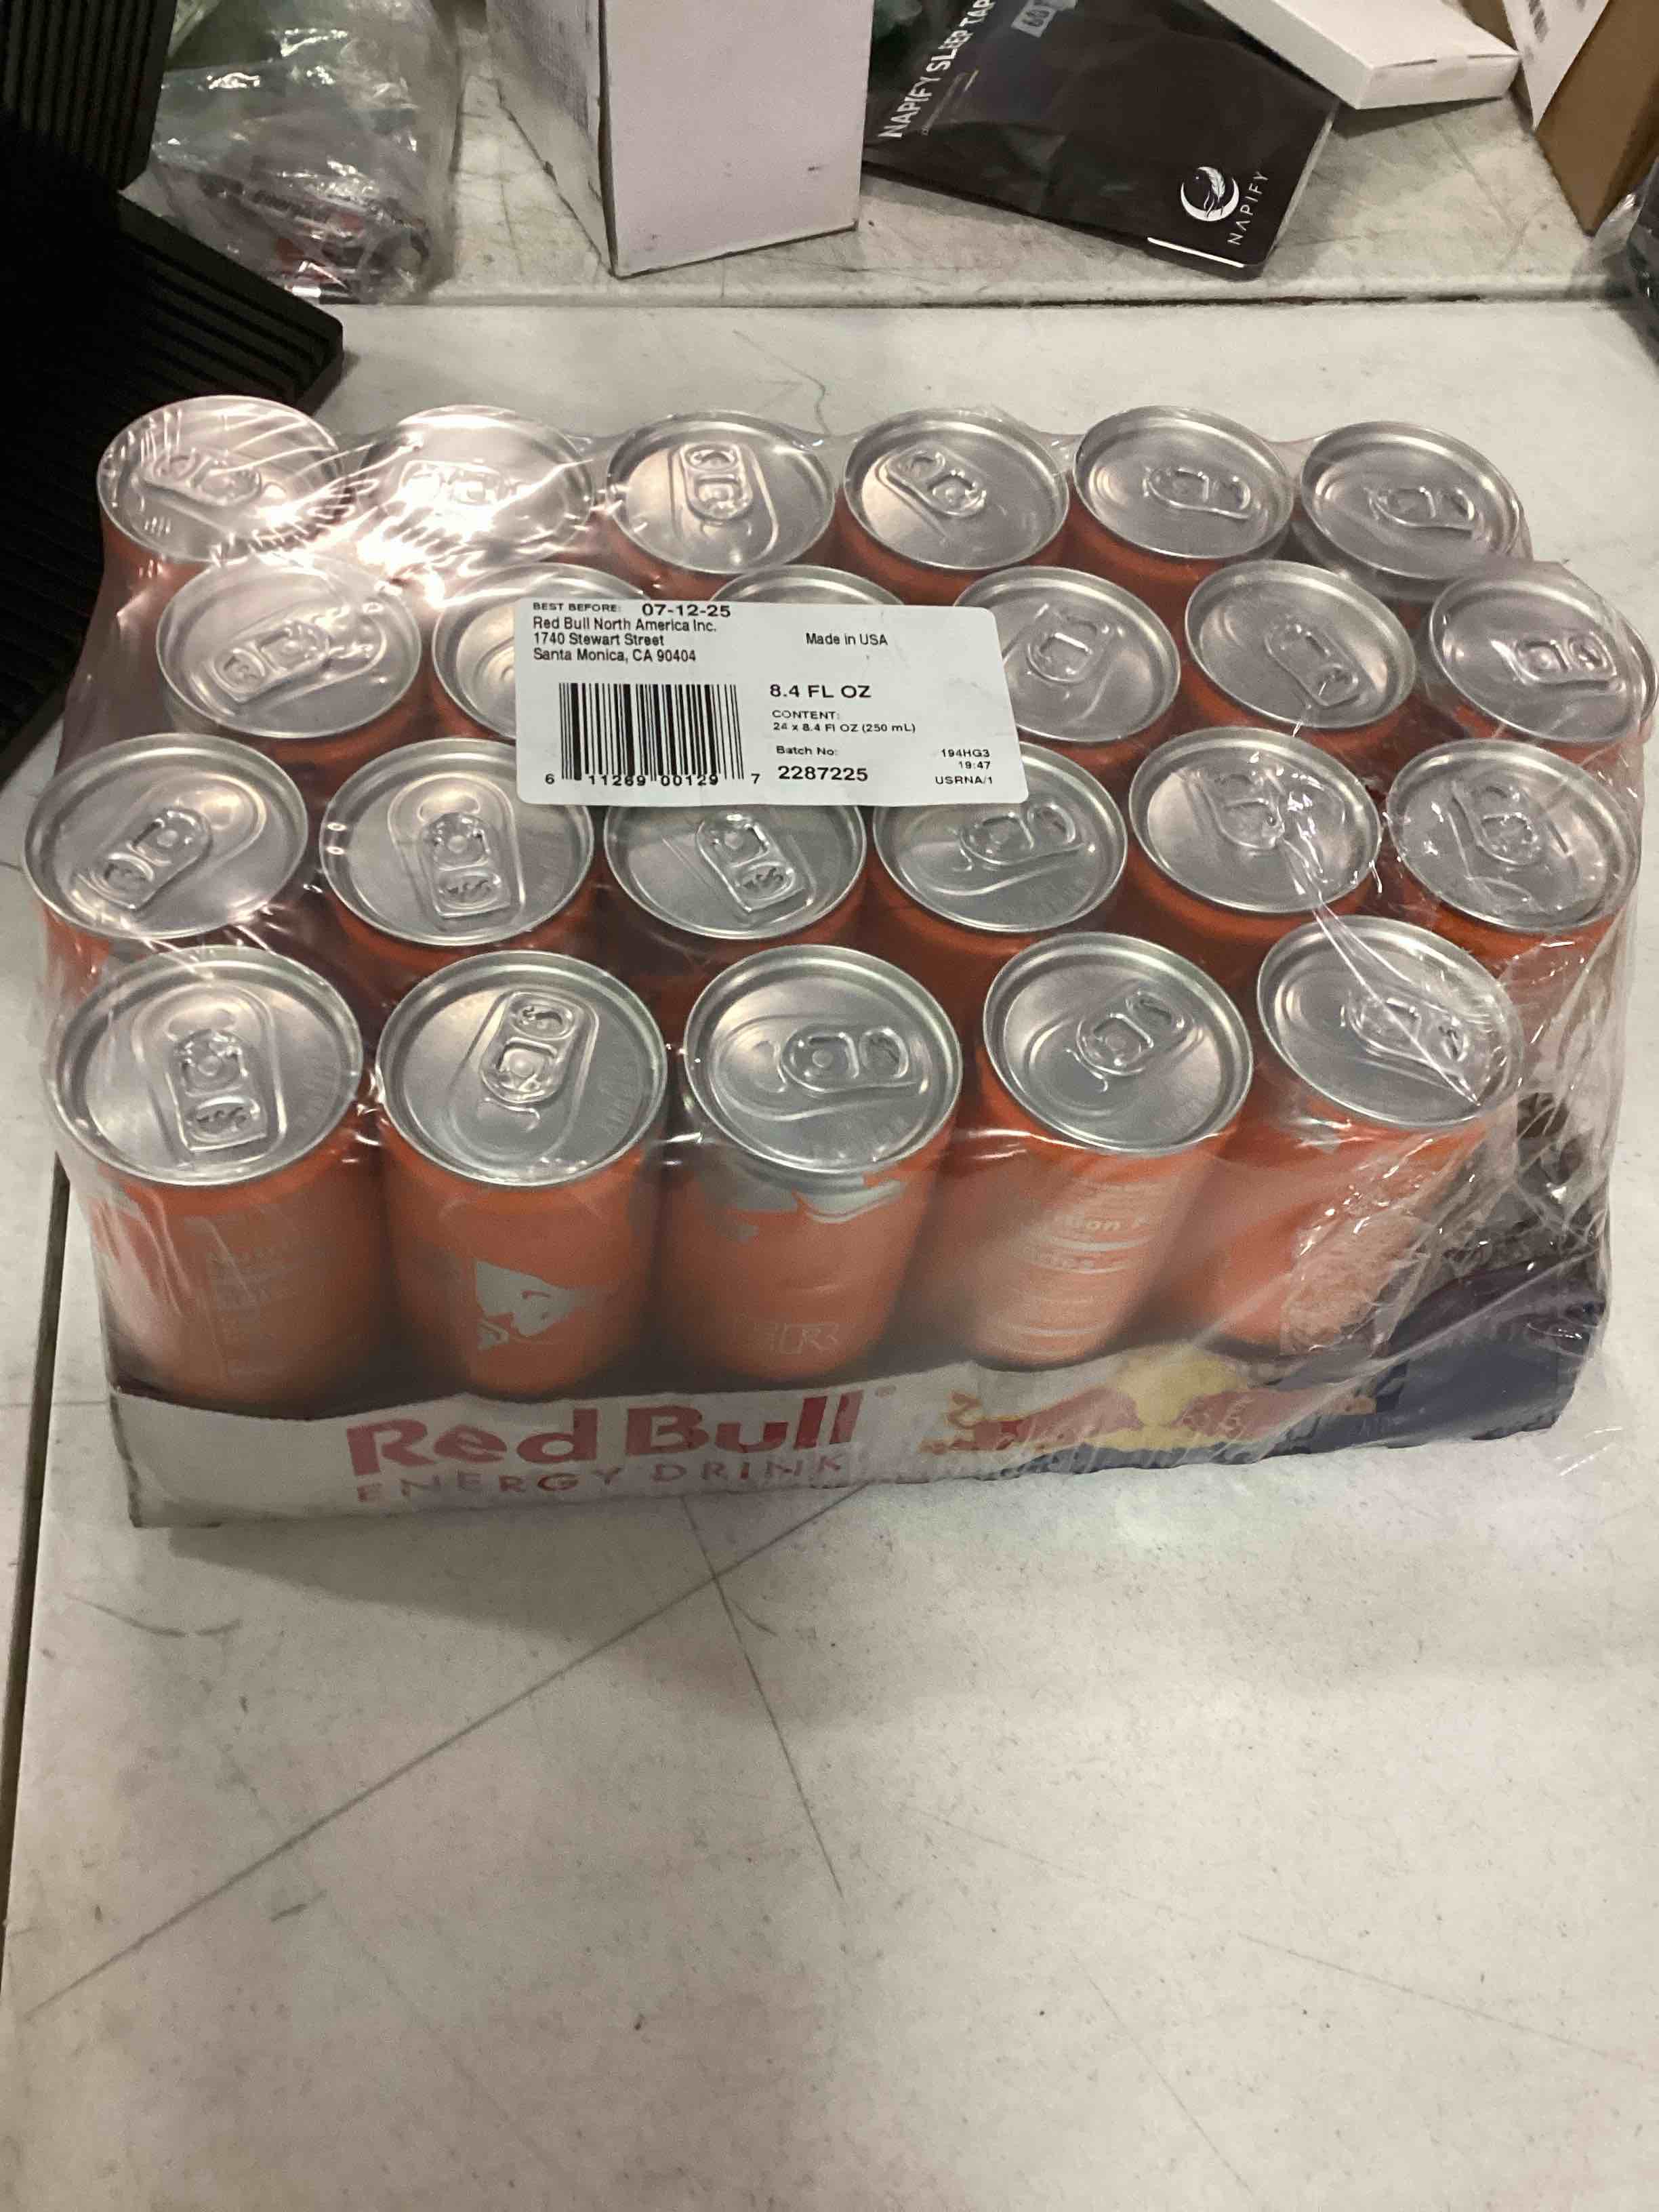 NAPIFY SLEEP TAP
60
NAPIFY
BEST BEFORE: 07-12-25
Red Bull North America Inc.
1740 Stewart Street
Santa Monica, CA 90404
Made in USA
8.4 FL OZ
CONTENT:
24 x 8.4 Fl OZ (250 mL)
Batch No:
2287225
194HG3
19:47
USRNA/1
6 11269 00129 7
Red Bull
ENERGY DRINK